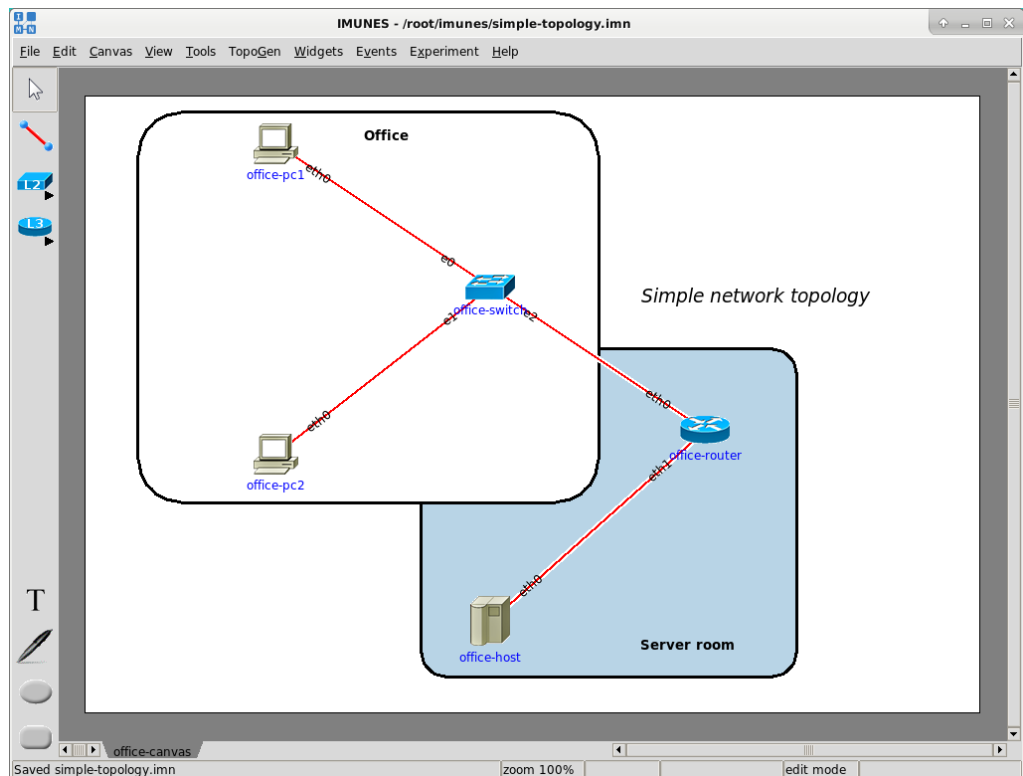 IMUNES - /root/imunes/simple-topology.imn
File Edit Canvas View Tools TopoGen Widgets Events Experiment Help
Office
office-pc1
eth0
e0
office-switch
e1
e2
Simple network topology
eth0
office-pc2
eth0
office-router
eth1
eth0
office-host
Server room
L2
L3
T
office-canvas
Saved simple-topology.imn
zoom 100%
edit mode